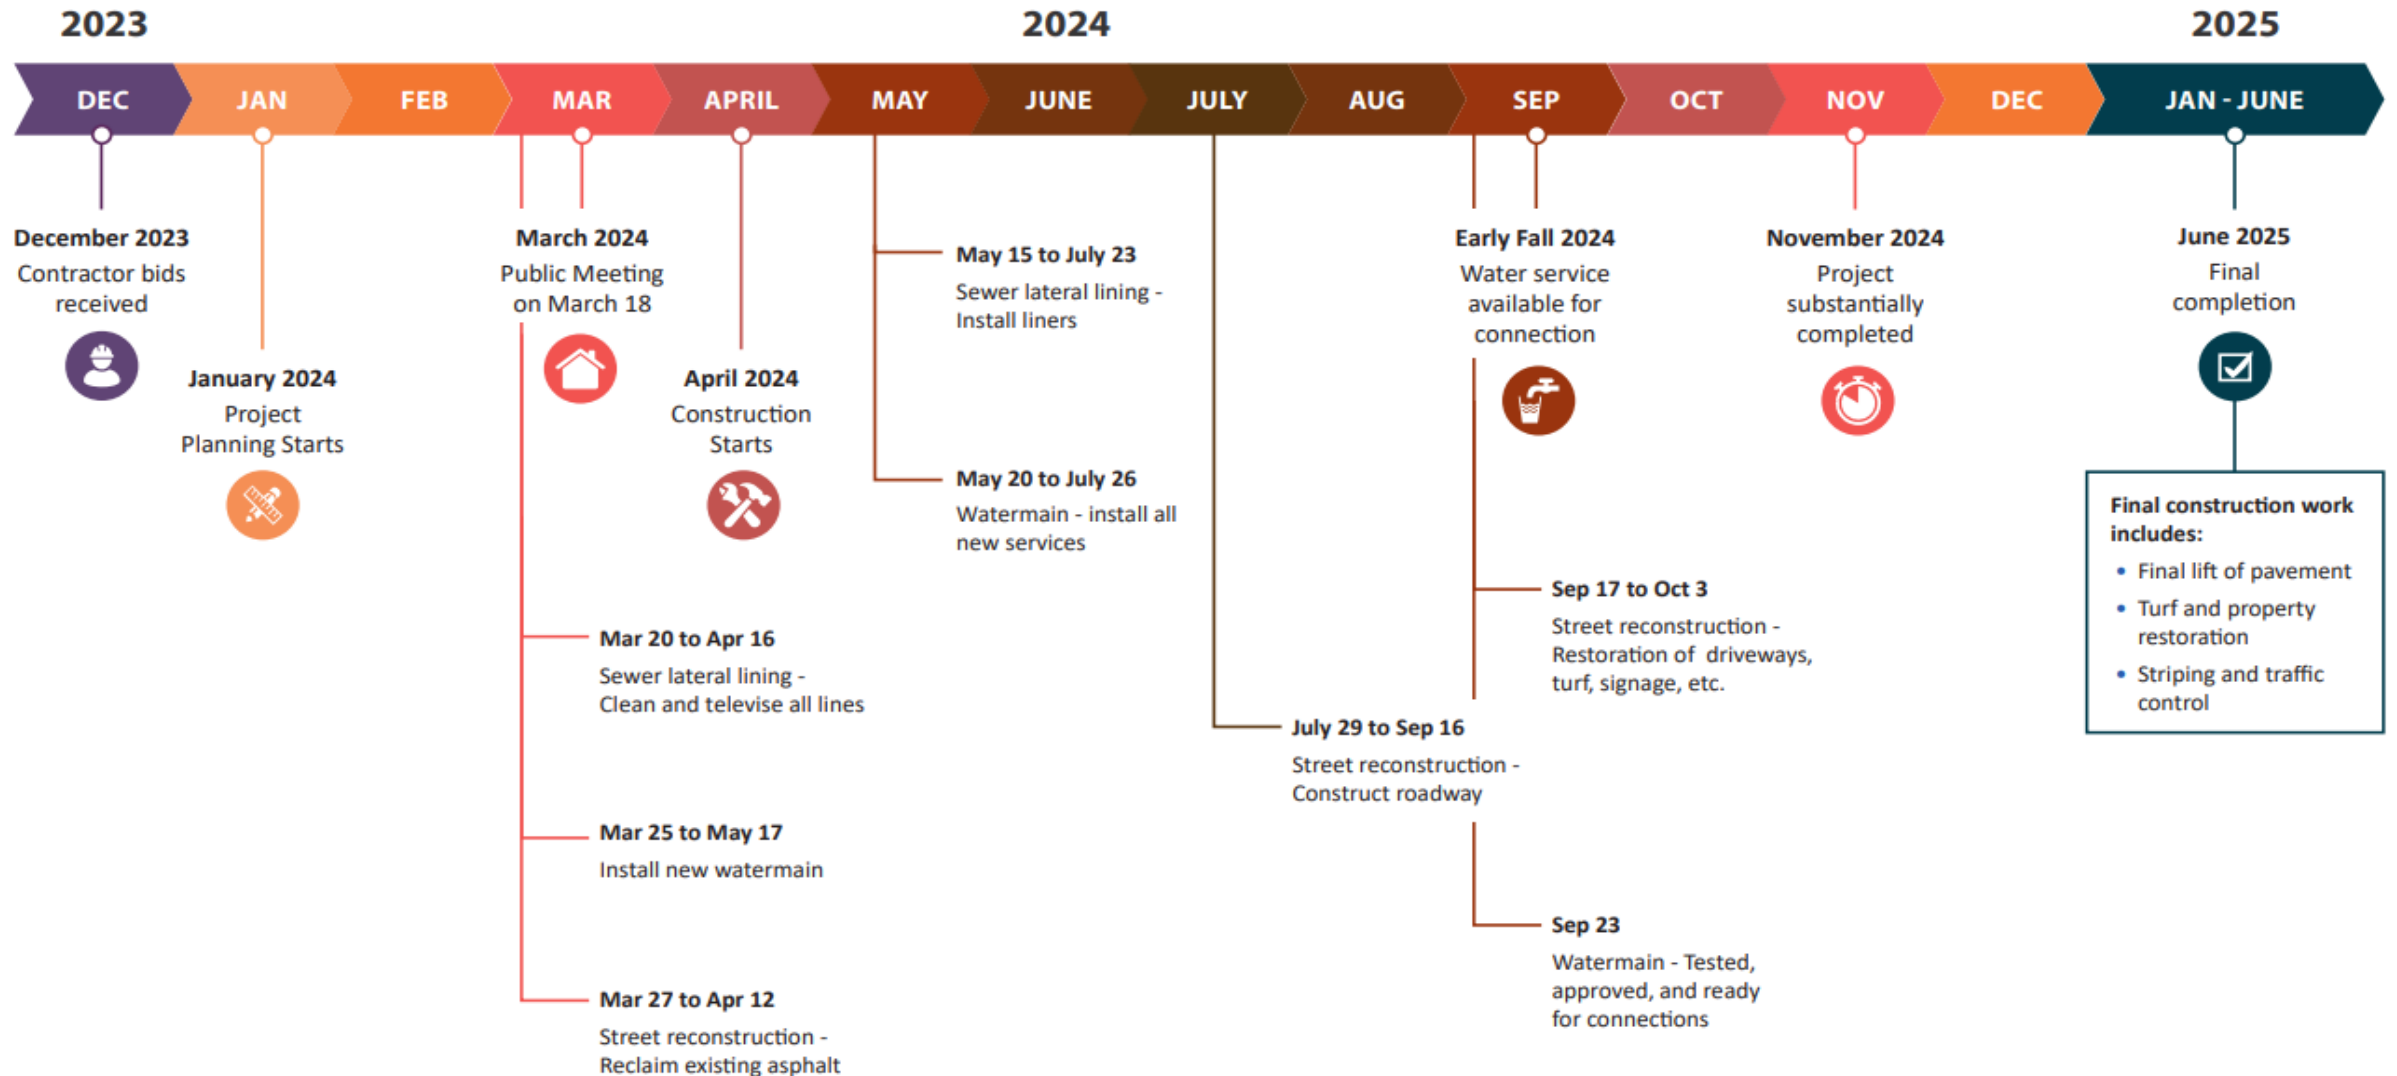 2023
2024
2025
DEC
JAN
FEB
MAR
APRIL
MAY
JUNE
JULY
AUG
SEP
OCT
NOV
DEC
JAN - JUNE
December 2023
Contractor bids
received
January 2024
Project
Planning Starts
March 2024
Public Meeting
on March 18
April 2024
Construction
Starts
Mar 20 to Apr 16
Sewer lateral lining -
Clean and televise all lines
Mar 25 to May 17
Install new watermain
Mar 27 to Apr 12
Street reconstruction -
Reclaim existing asphalt
May 15 to July 23
Sewer lateral lining -
Install liners
May 20 to July 26
Watermain - install all
new services
July 29 to Sep 16
Street reconstruction -
Construct roadway
Early Fall 2024
Water service
available for
connection
Sep 17 to Oct 3
Street reconstruction -
Restoration of driveways,
turf, signage, etc.
Sep 23
Watermain - Tested,
approved, and ready
for connections
November 2024
Project
substantially
completed
June 2025
Final
completion
Final construction work
includes:
• Final lift of pavement
• Turf and property
restoration
• Striping and traffic
control